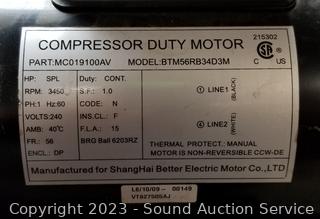 215302
COMPRESSOR DUTY MOTOR
C US
PART:MC019100AV MODEL:BTM56RB34D3M
HP: SPL Duty: CONT.
RPM: 3450 S.F.: 1.0
PH:1 Hz:60 CODE: N
VOLTS:240 INS.CL. F
AMB: 40℃ F.L.: 15
FR: 56 BRG Ball 6203RZ
ENCL: DP
① LINE1 (BLACK)
④ LINE2 (WHITE)
THERMAL PROTECT.: MANUAL
MOTOR IS NON-REVERSIBLE CCW-DE
Manufactured for ShangHai Better Electric Motor Co.,LTD
L6/10/09 - 00149
VT627505AJ
Copyright 2023 - Sound Auction Service